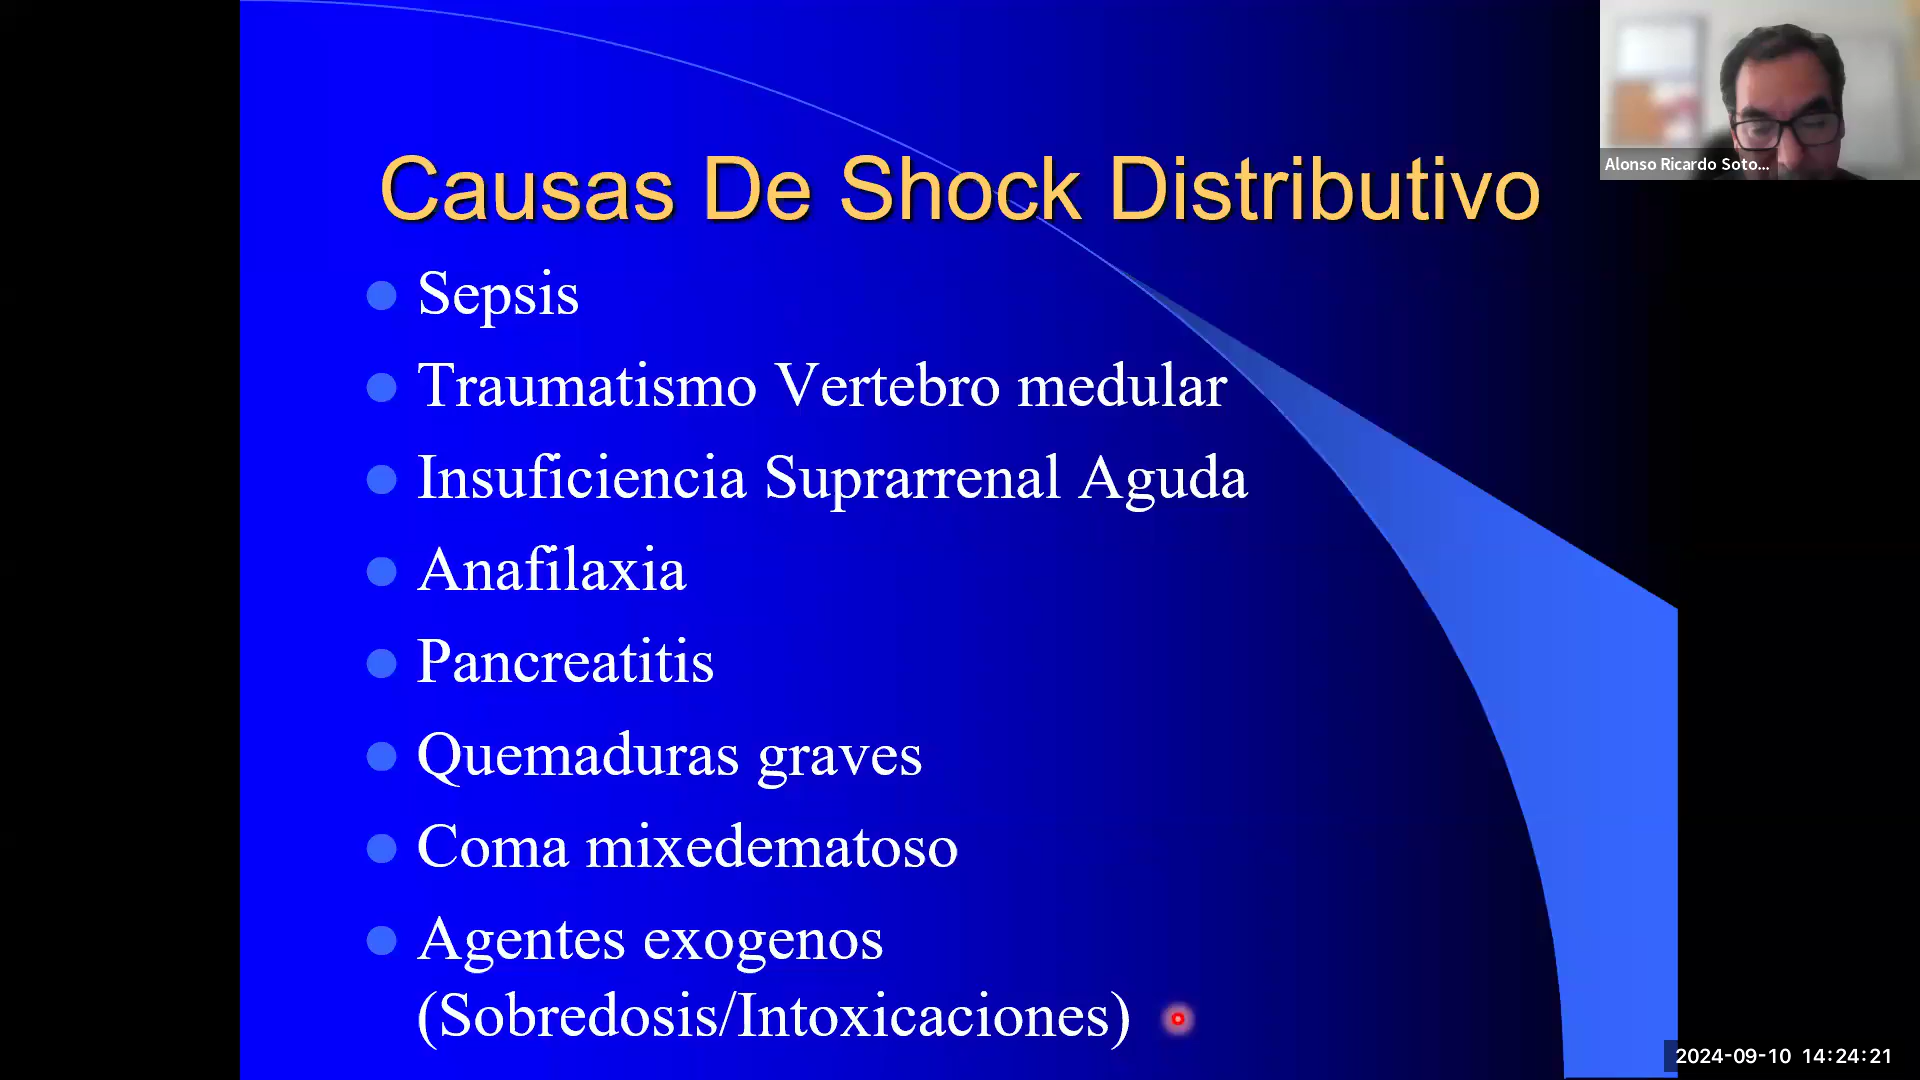 Causas De Shock Distributivo
Sepsis
Traumatismo Vertebro medular
Insuficiencia Suprarrenal Aguda
Anafilaxia
Pancreatitis
Quemaduras graves
Coma mixedematoso
Agentes exogenos
(Sobredosis/Intoxicaciones)
Alonso Ricardo Soto...
2024-09-10 14:24:21